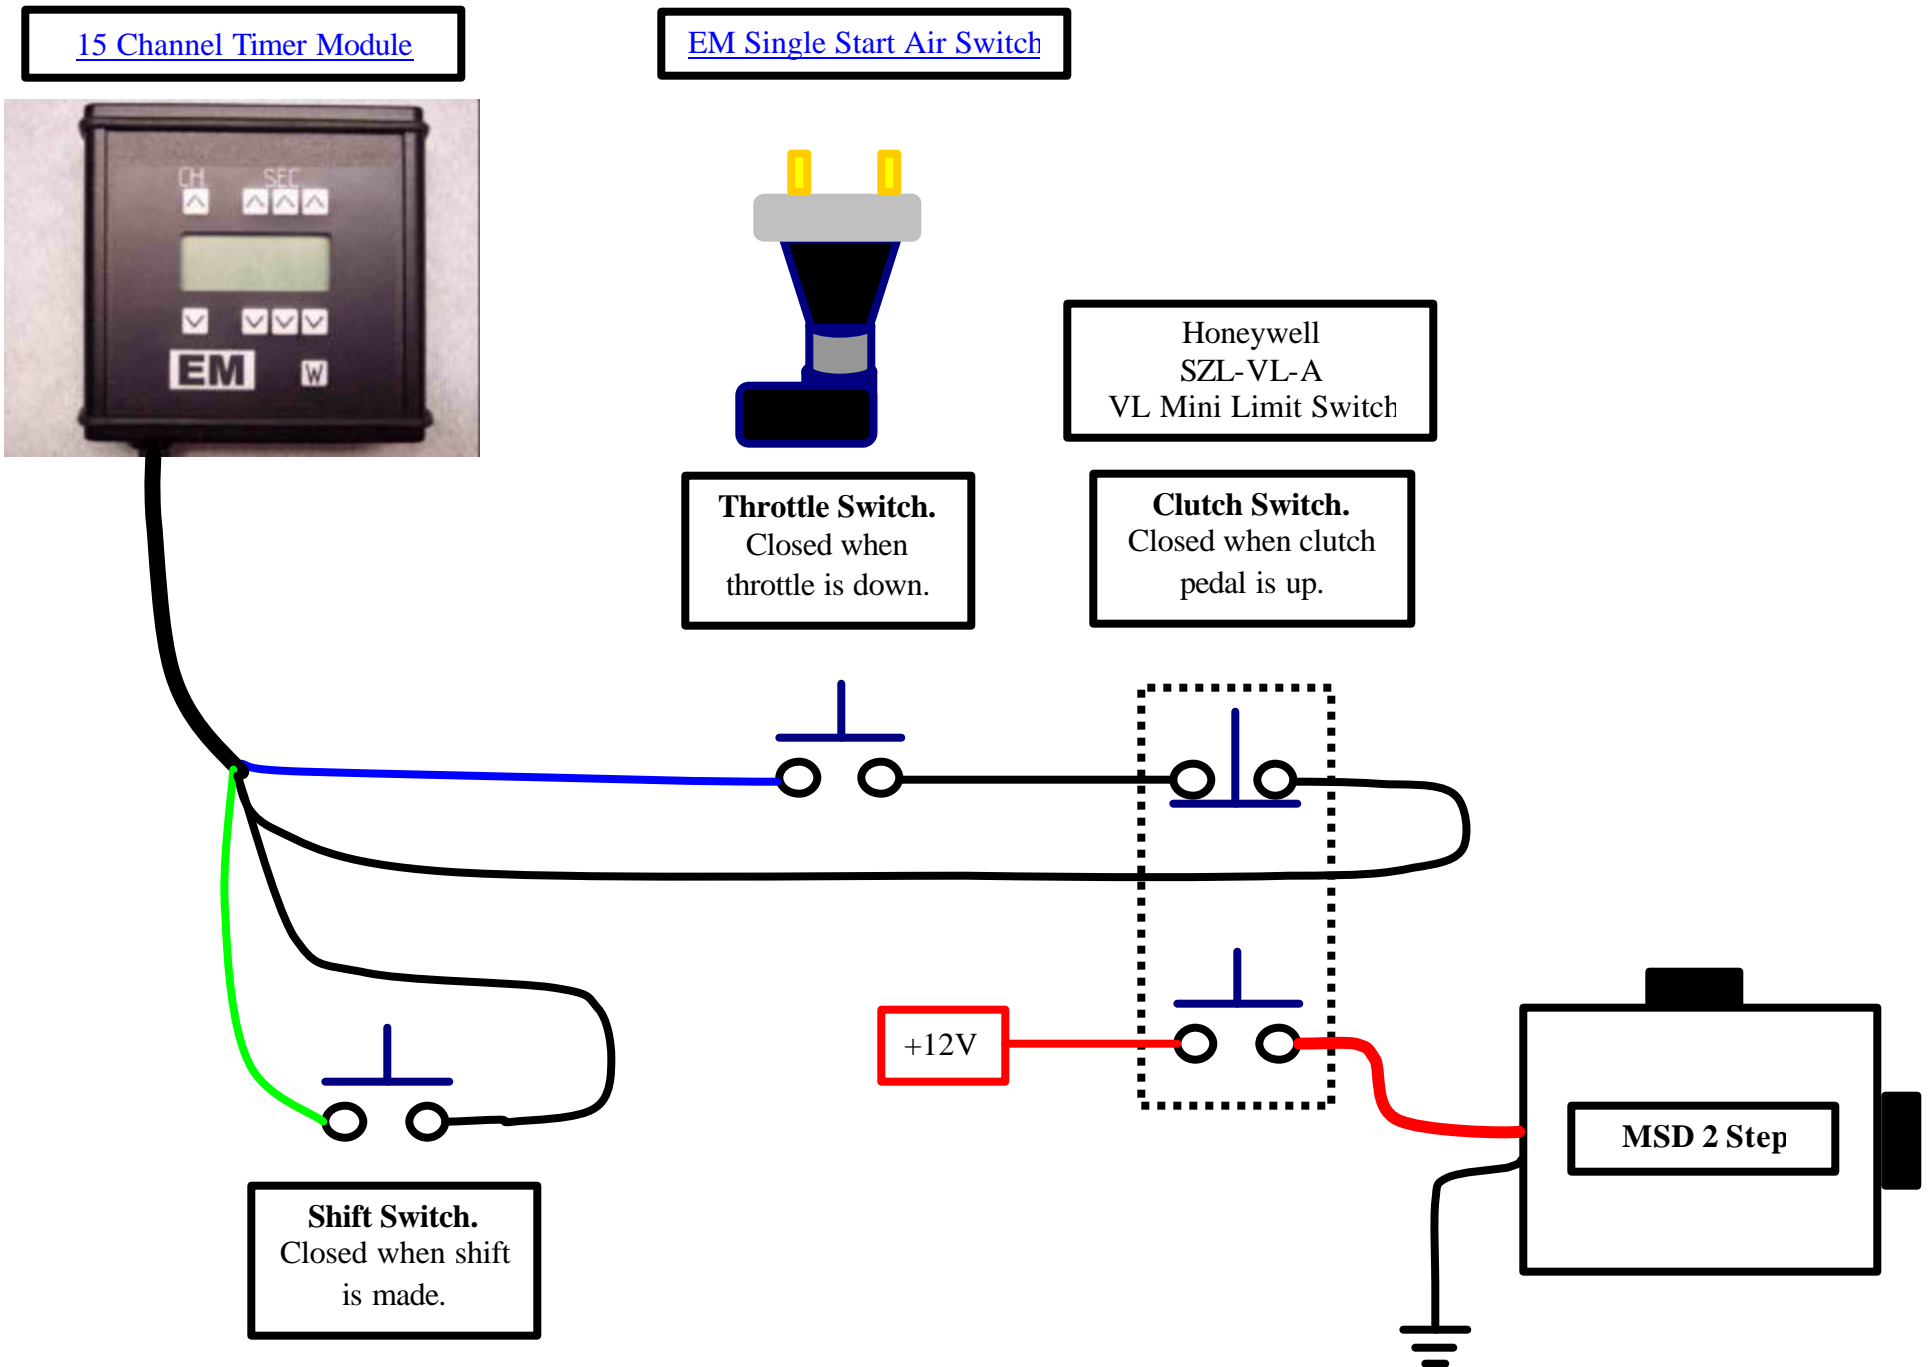 15 Channel Timer Module
EM Single Start Air Switch
CH. SEC.
EM
W
Honeywell
SZL-VL-A
VL Mini Limit Switch
Throttle Switch.
Closed when
throttle is down.
Clutch Switch.
Closed when clutch
pedal is up.
+12V
MSD 2 Step
Shift Switch.
Closed when shift
is made.